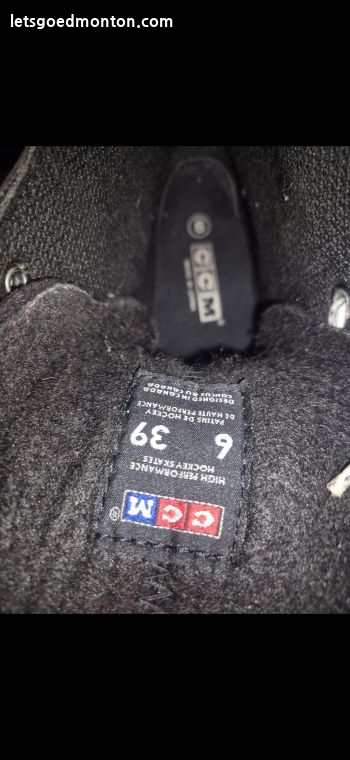 letsgoedmonton.com
CCM
CCM®
HIGH PERFORMANCE
HOCKEY SKATES
6 39
PATINS DE HOCKEY
DE HAUTE PERFORMANCE
DESIGNED IN CANADA
CONCU AU CANADA